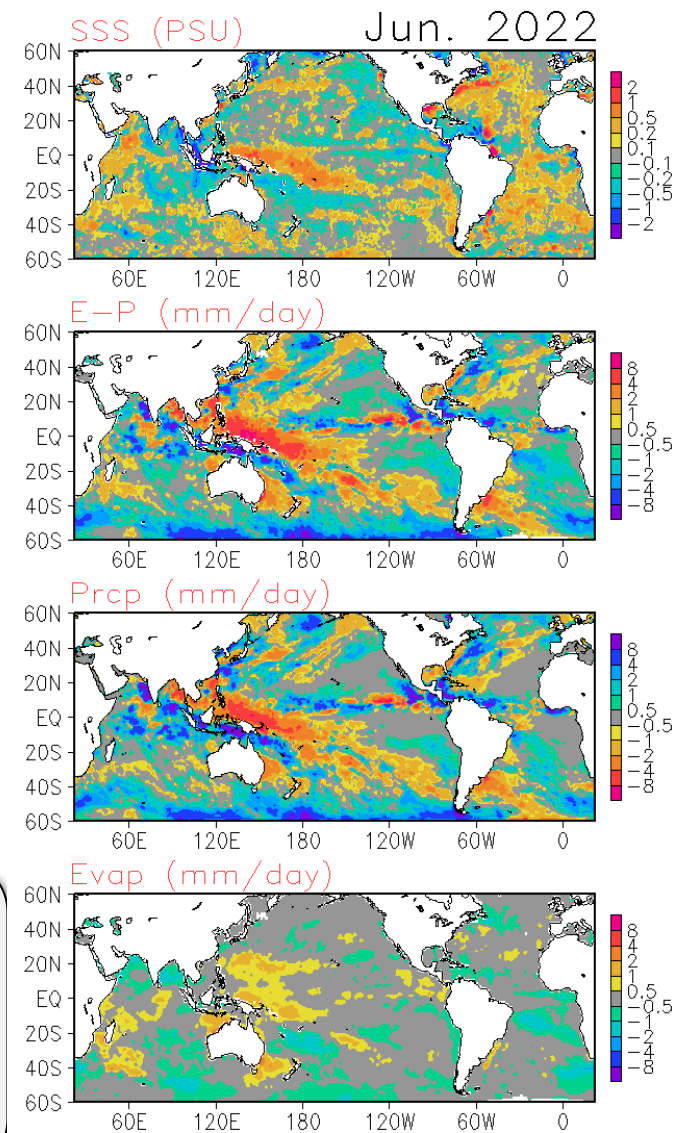 SSS (PSU) Jun. 2022
60N
40N
20N
EQ
20S
40S
60S
60E 120E 180 120W 60W 0
2
1
0.5
0.2
0.1
-0.1
-0.2
-0.5
-1
-2
E-P (mm/day)
60N
40N
20N
EQ
20S
40S
60S
60E 120E 180 120W 60W 0
8
4
2
1
0.5
-0.5
-1
-2
-4
-8
Prcp (mm/day)
60N
40N
20N
EQ
20S
40S
60S
60E 120E 180 120W 60W 0
8
4
2
1
0.5
-0.5
-1
-2
-4
-8
Evap (mm/day)
60N
40N
20N
EQ
20S
40S
60S
60E 120E 180 120W 60W 0
8
4
2
1
0.5
-0.5
-1
-2
-4
-8